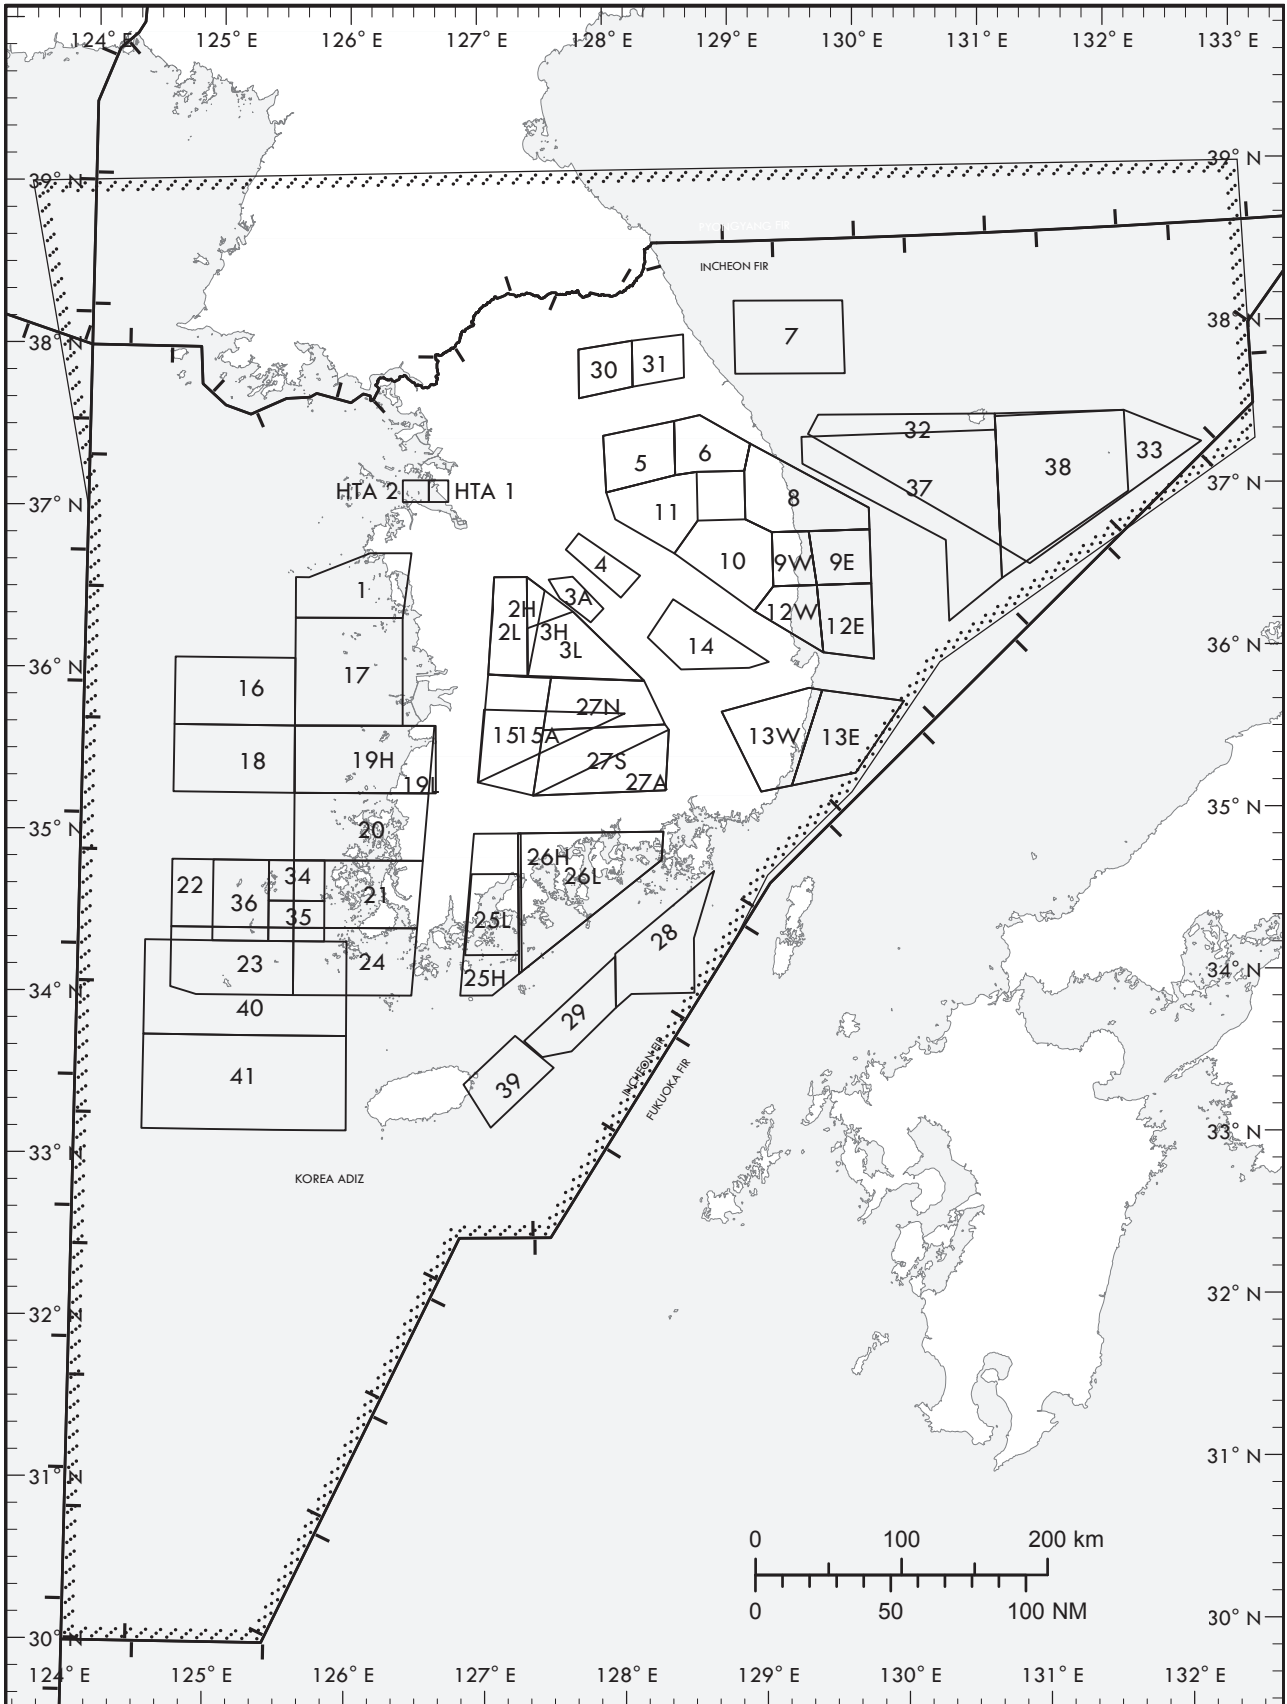 124° E 125° E 126° E 127° E 128° E 129° E 130° E 131° E 132° E 133° E
39° N 39° N
PYONGYANG FIR
INCHEON FIR
38° N 38° N
7
30 31
32
5 6 33
38
HTA 2 HTA 1
37° N 37° N
37
8
11
4 10 9W 9E
1
3A
2H 12W 12E
2L 3H
3L 14
36° N 36° N
17
16
27N
15 15A 13W 13E
18 19H 27S
19L 27A
35° N 35° N
20
26H
22 34 26L
36 21
35 25L
28
23 24 25H
34° N 34° N
40
29
41
39
INCHEON FIR
FUKUOKA FIR
33° N 33° N
KOREA ADIZ
32° N 32° N
31° N 31° N
0 100 200 km
0 50 100 NM
30° N 30° N
124° E 125° E 126° E 127° E 128° E 129° E 130° E 131° E 132° E